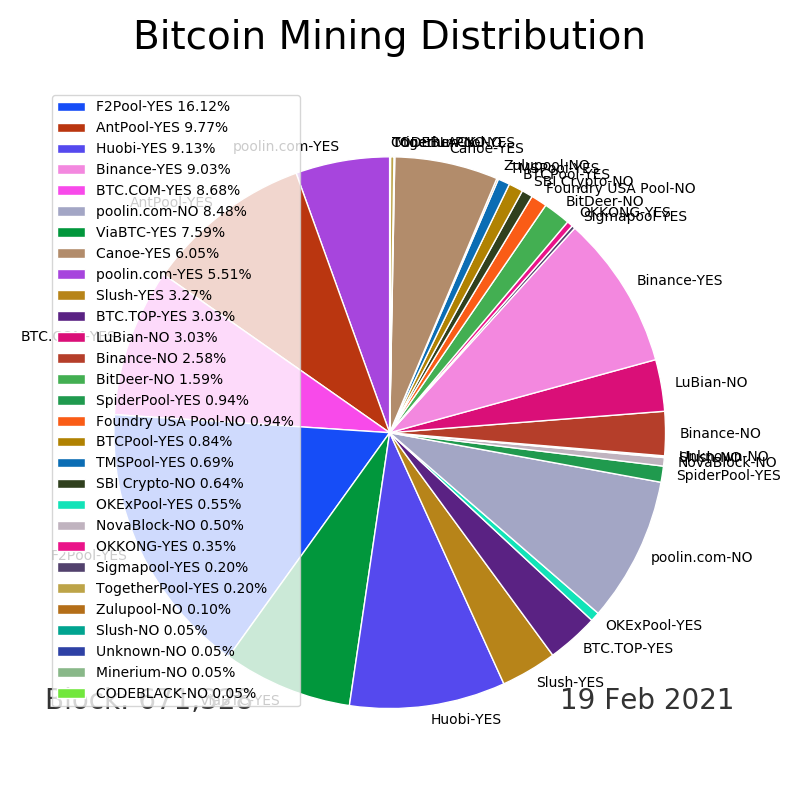 Bitcoin Mining Distribution
F2Pool-YES 16.12%
AntPool-YES 9.77%
Huobi-YES 9.13%
Binance-YES 9.03%
BTC.COM-YES 8.68%
poolin.com-NO 8.48%
ViaBTC-YES 7.59%
Canoe-YES 6.05%
poolin.com-YES 5.51%
Slush-YES 3.27%
BTC.TOP-YES 3.03%
LuBian-NO 3.03%
Binance-NO 2.58%
BitDeer-NO 1.59%
SpiderPool-YES 0.94%
Foundry USA Pool-NO 0.94%
BTCPool-YES 0.84%
TMSPool-YES 0.69%
SBI Crypto-NO 0.64%
OKExPool-YES 0.55%
NovaBlock-NO 0.50%
OKKONG-YES 0.35%
Sigmapool-YES 0.20%
TogetherPool-YES 0.20%
Zulupool-NO 0.10%
Slush-NO 0.05%
Unknown-NO 0.05%
Minerium-NO 0.05%
CODEBLACK-NO 0.05%
poolin.com-YES
AntPool-YES
F2Pool-YES
Canoe-YES
Zulupool-NO
TMSPool-YES
BTCPool-YES
SBI Crypto-NO
Foundry USA Pool-NO
BitDeer-NO
OKKONG-YES
Sigmapool-YES
Binance-YES
LuBian-NO
Binance-NO
Unknown-NO
NovaBlock-NO
SpiderPool-YES
poolin.com-NO
OKExPool-YES
BTC.TOP-YES
Slush-YES
Huobi-YES
19 Feb 2021